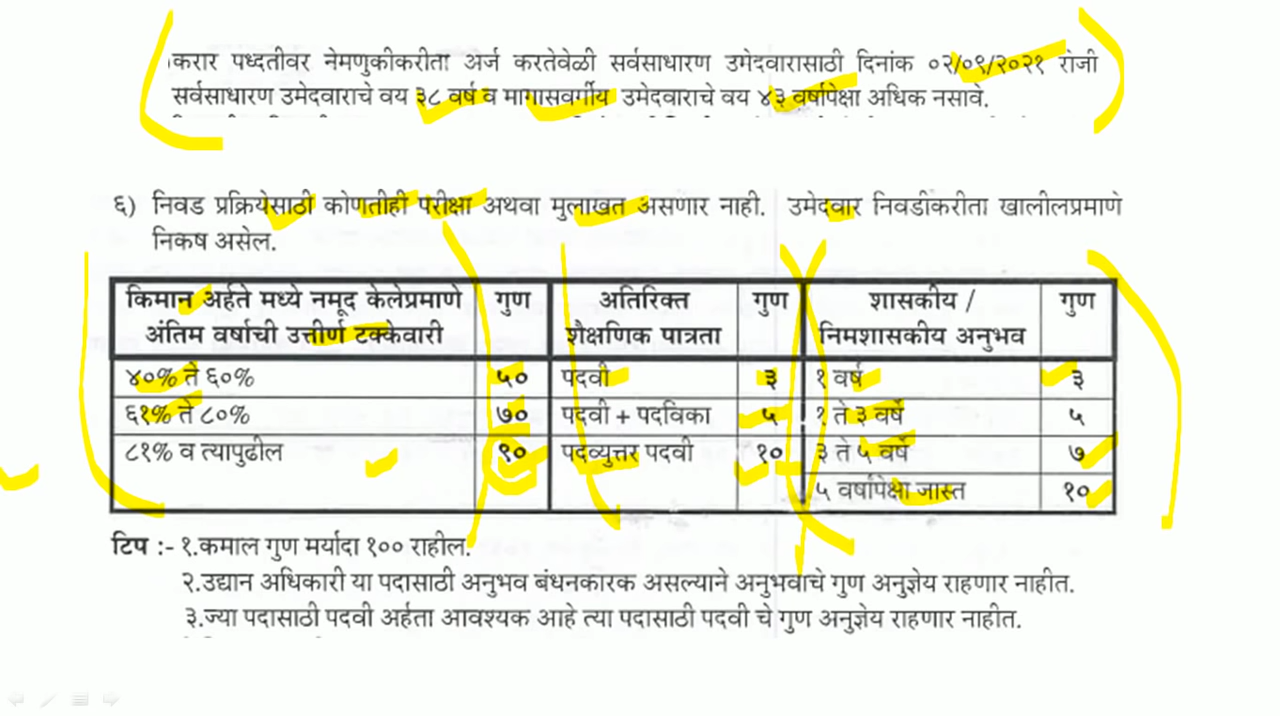 करार पध्दतीवर नेमणुकीकरीता अर्ज करतेवेळी सर्वसाधारण उमेदवारासाठी दिनांक ०२/०९/२०२१ रोजी
सर्वसाधारण उमेदवाराचे वय ३८ वर्ष व मागासवर्गीय उमेदवाराचे वय ४३ वर्षापेक्षा अधिक नसावे.
६) निवड प्रक्रियेसाठी कोणतीही परीक्षा अथवा मुलाखत असणार नाही. उमेदवार निवडीकरीता खालीलप्रमाणे
निकष असेल.
किमान अर्हते मध्ये नमूद केलेप्रमाणे गुण अतिरिक्त गुण शासकीय / गुण
अंतिम वर्षाची उत्तीर्ण टक्केवारी शैक्षणिक पात्रता निमशासकीय अनुभव
४०% ते ६०% ५० पदवी ३ १ वर्ष ३
६१% ते ८०% ७० पदवी + पदविका ५ १ ते ३ वर्षे ५
८१% व त्यापुढील ९० पदव्युत्तर पदवी १० ३ ते ५ वर्षे ७
५ वर्षापेक्षा जास्त १०
टिप :- १.कमाल गुण मर्यादा १०० राहील.
२.उद्यान अधिकारी या पदासाठी अनुभव बंधनकारक असल्याने अनुभवाचे गुण अनुज्ञेय राहणार नाहीत.
३.ज्या पदासाठी पदवी अर्हता आवश्यक आहे त्या पदासाठी पदवी चे गुण अनुज्ञेय राहणार नाहीत.